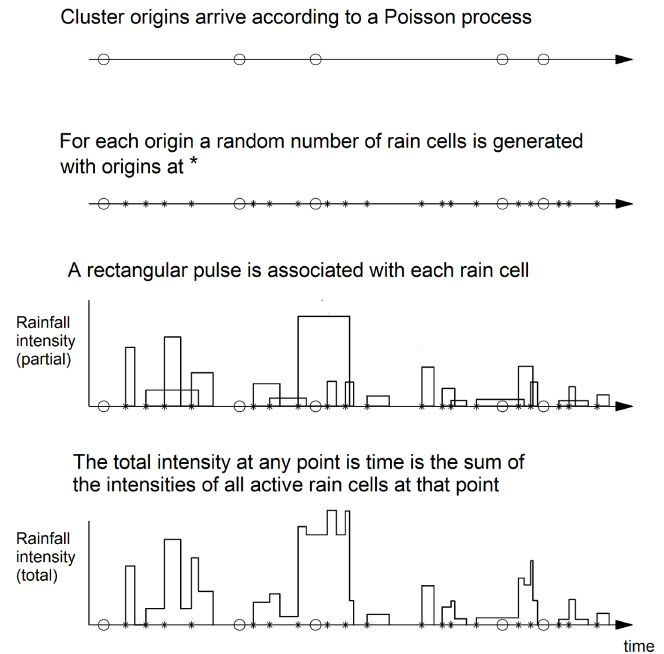 Cluster origins arrive according to a Poisson process
For each origin a random number of rain cells is generated
with origins at *
A rectangular pulse is associated with each rain cell
Rainfall
intensity
(partial)
The total intensity at any point is time is the sum of
the intensities of all active rain cells at that point
Rainfall
intensity
(total)
time